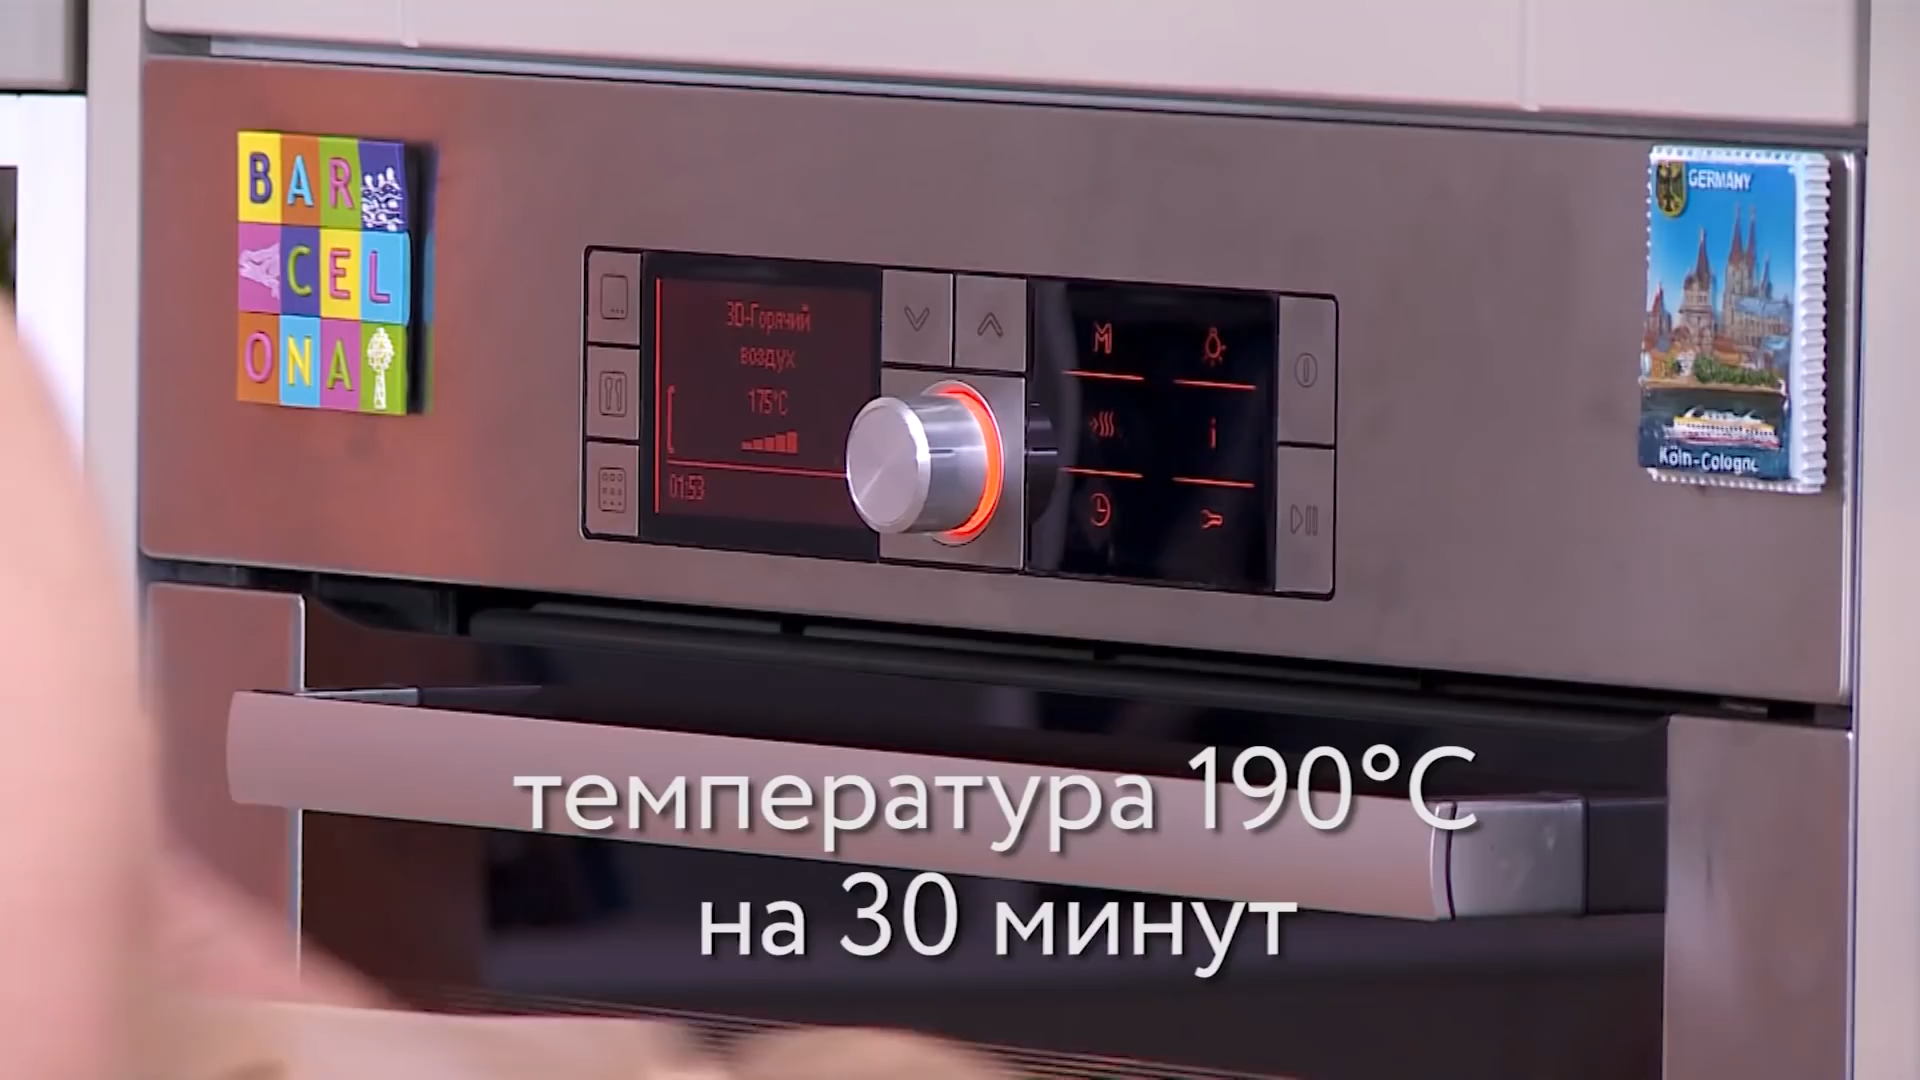 BAR
CEL
ONA
GERMANY
Köln-Cologne
3D-Горячий
воздух
175°C
01:53
M
i
температура 190°C
на 30 минут